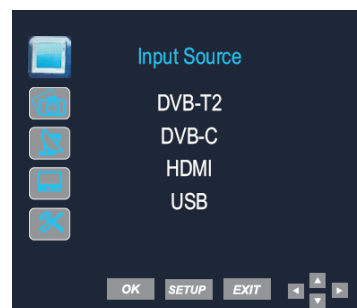 Input Source
DVB-T2
DVB-C
HDMI
USB
OK SETUP EXIT